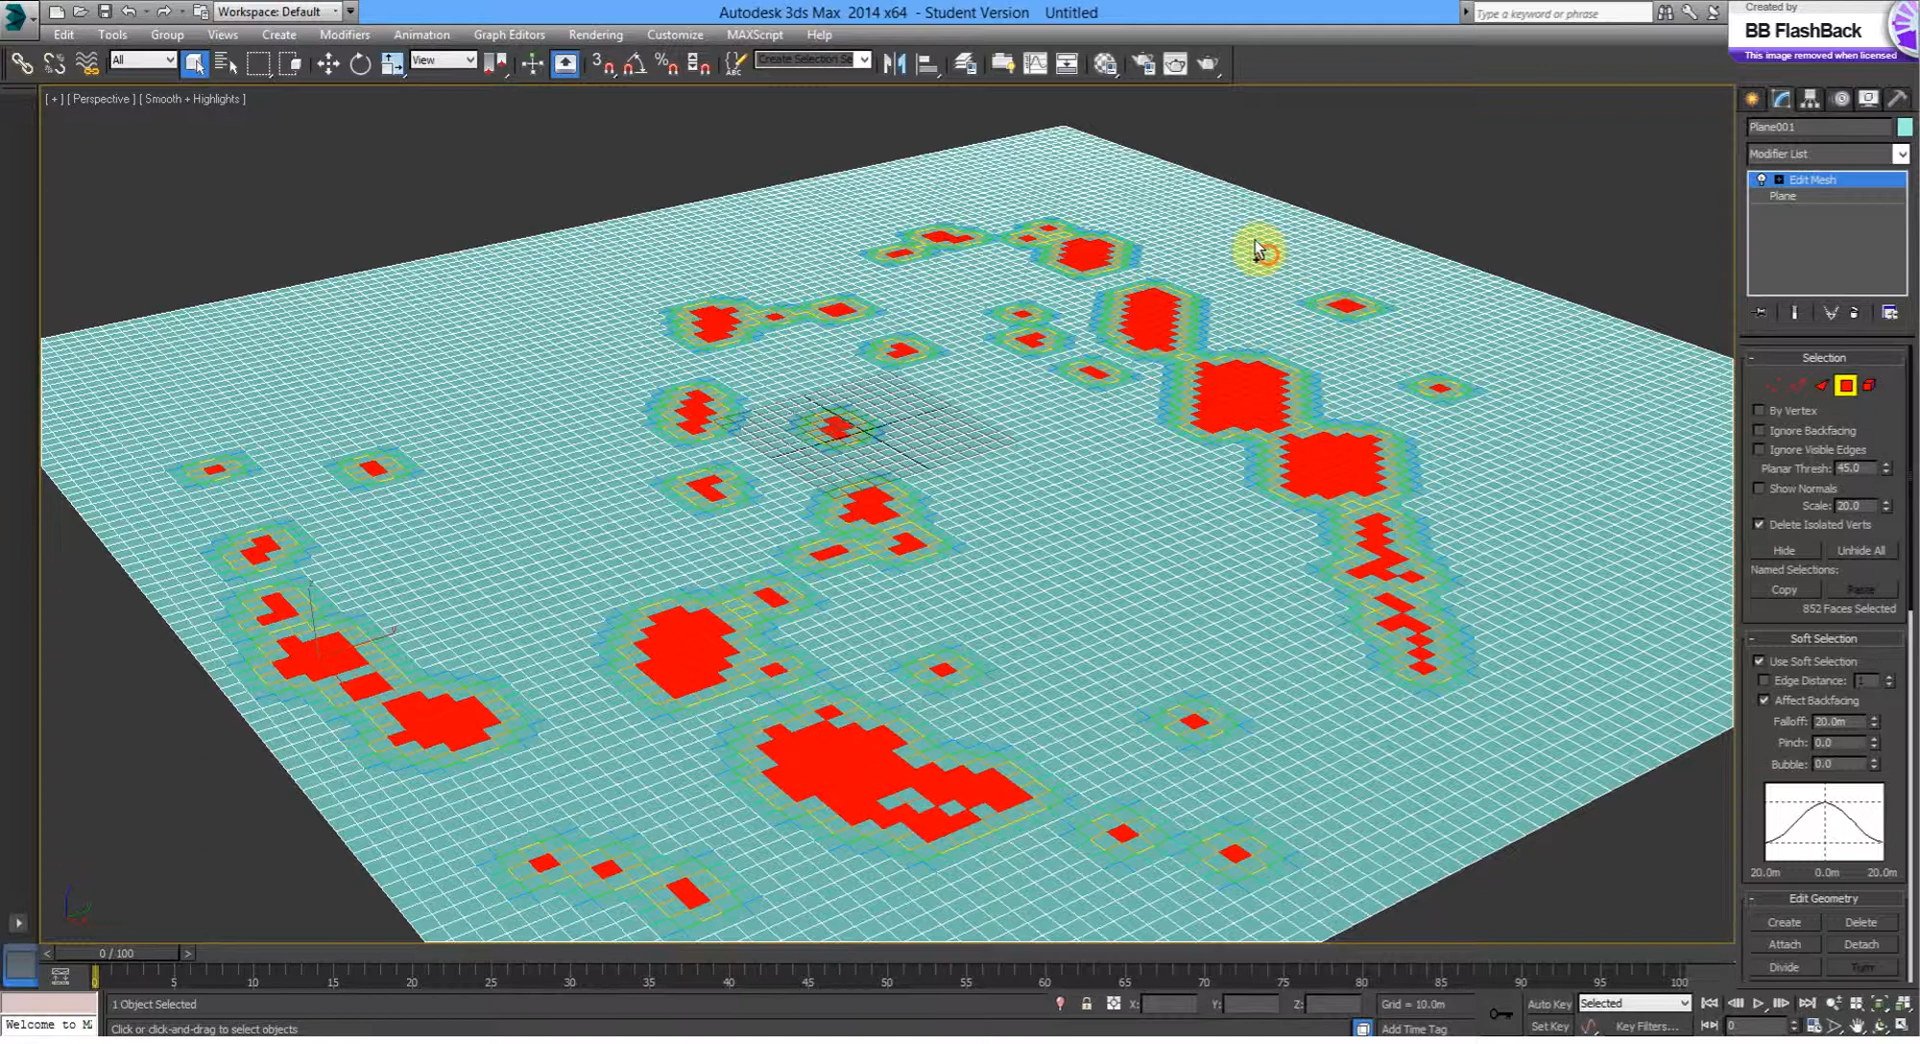 Workspace: Default
Autodesk 3ds Max 2014 x64 - Student Version Untitled
Type a keyword or phrase
Created by
BB FlashBack
This image removed when licensed
Edit Tools Group Views Create Modifiers Animation Graph Editors Rendering Customize MAXScript Help
All
View
3
Create Selection Se
[ + ] [ Perspective ] [ Smooth + Highlights ]
Plane001
Modifier List
Edit Mesh
Plane
Selection
By Vertex
Ignore Backfacing
Ignore Visible Edges
Planar Thresh: 45.0
Show Normals
Scale: 20.0
Delete Isolated Verts
Hide Unhide All
Named Selections:
Copy Paste
852 Faces Selected
Soft Selection
Use Soft Selection
Edge Distance: 1
Affect Backfacing
Falloff: 20.0m
Pinch: 0.0
Bubble: 0.0
20.0m 0.0m 20.0m
Edit Geometry
Create Delete
Attach Detach
Divide Turn
0 / 100
0 5 10 15 20 25 30 35 40 45 50 55 60 65 70 75 80 85 90 95 100
1 Object Selected
X: Y: Z: Grid = 10.0m
Auto Key Selected
Welcome to M
Click or click-and-drag to select objects
Add Time Tag
Set Key Key Filters... 0